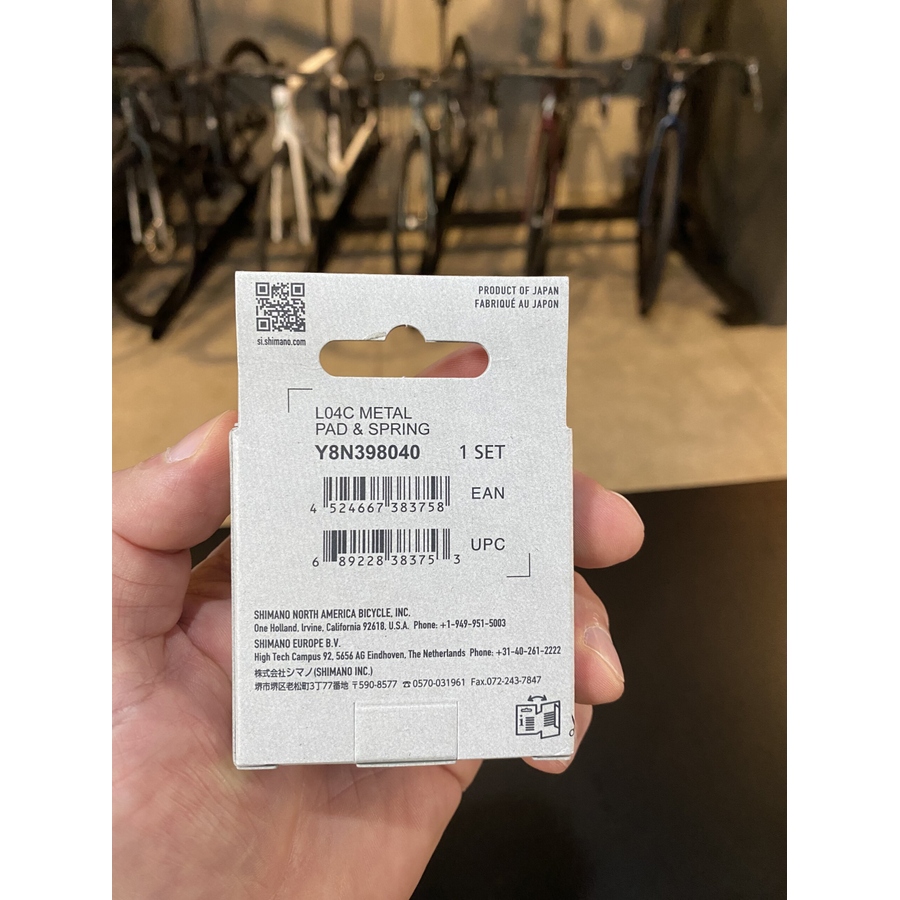 PRODUCT OF JAPAN
FABRIQUÉ AU JAPON
si.shimano.com
L04C METAL
PAD & SPRING
Y8N398040 1 SET
4 524667 383758 EAN
6 89228 38375 3 UPC
SHIMANO NORTH AMERICA BICYCLE, INC.
One Holland, Irvine, California 92618, U.S.A. Phone: +1-949-951-5003
SHIMANO EUROPE B.V.
High Tech Campus 92, 5656 AG Eindhoven, The Netherlands Phone: +31-40-261-2222
株式会社シマノ(SHIMANO INC.)
堺市堺区老松町3丁77番地 〒590-8577 ☎0570-031961 Fax.072-243-7847